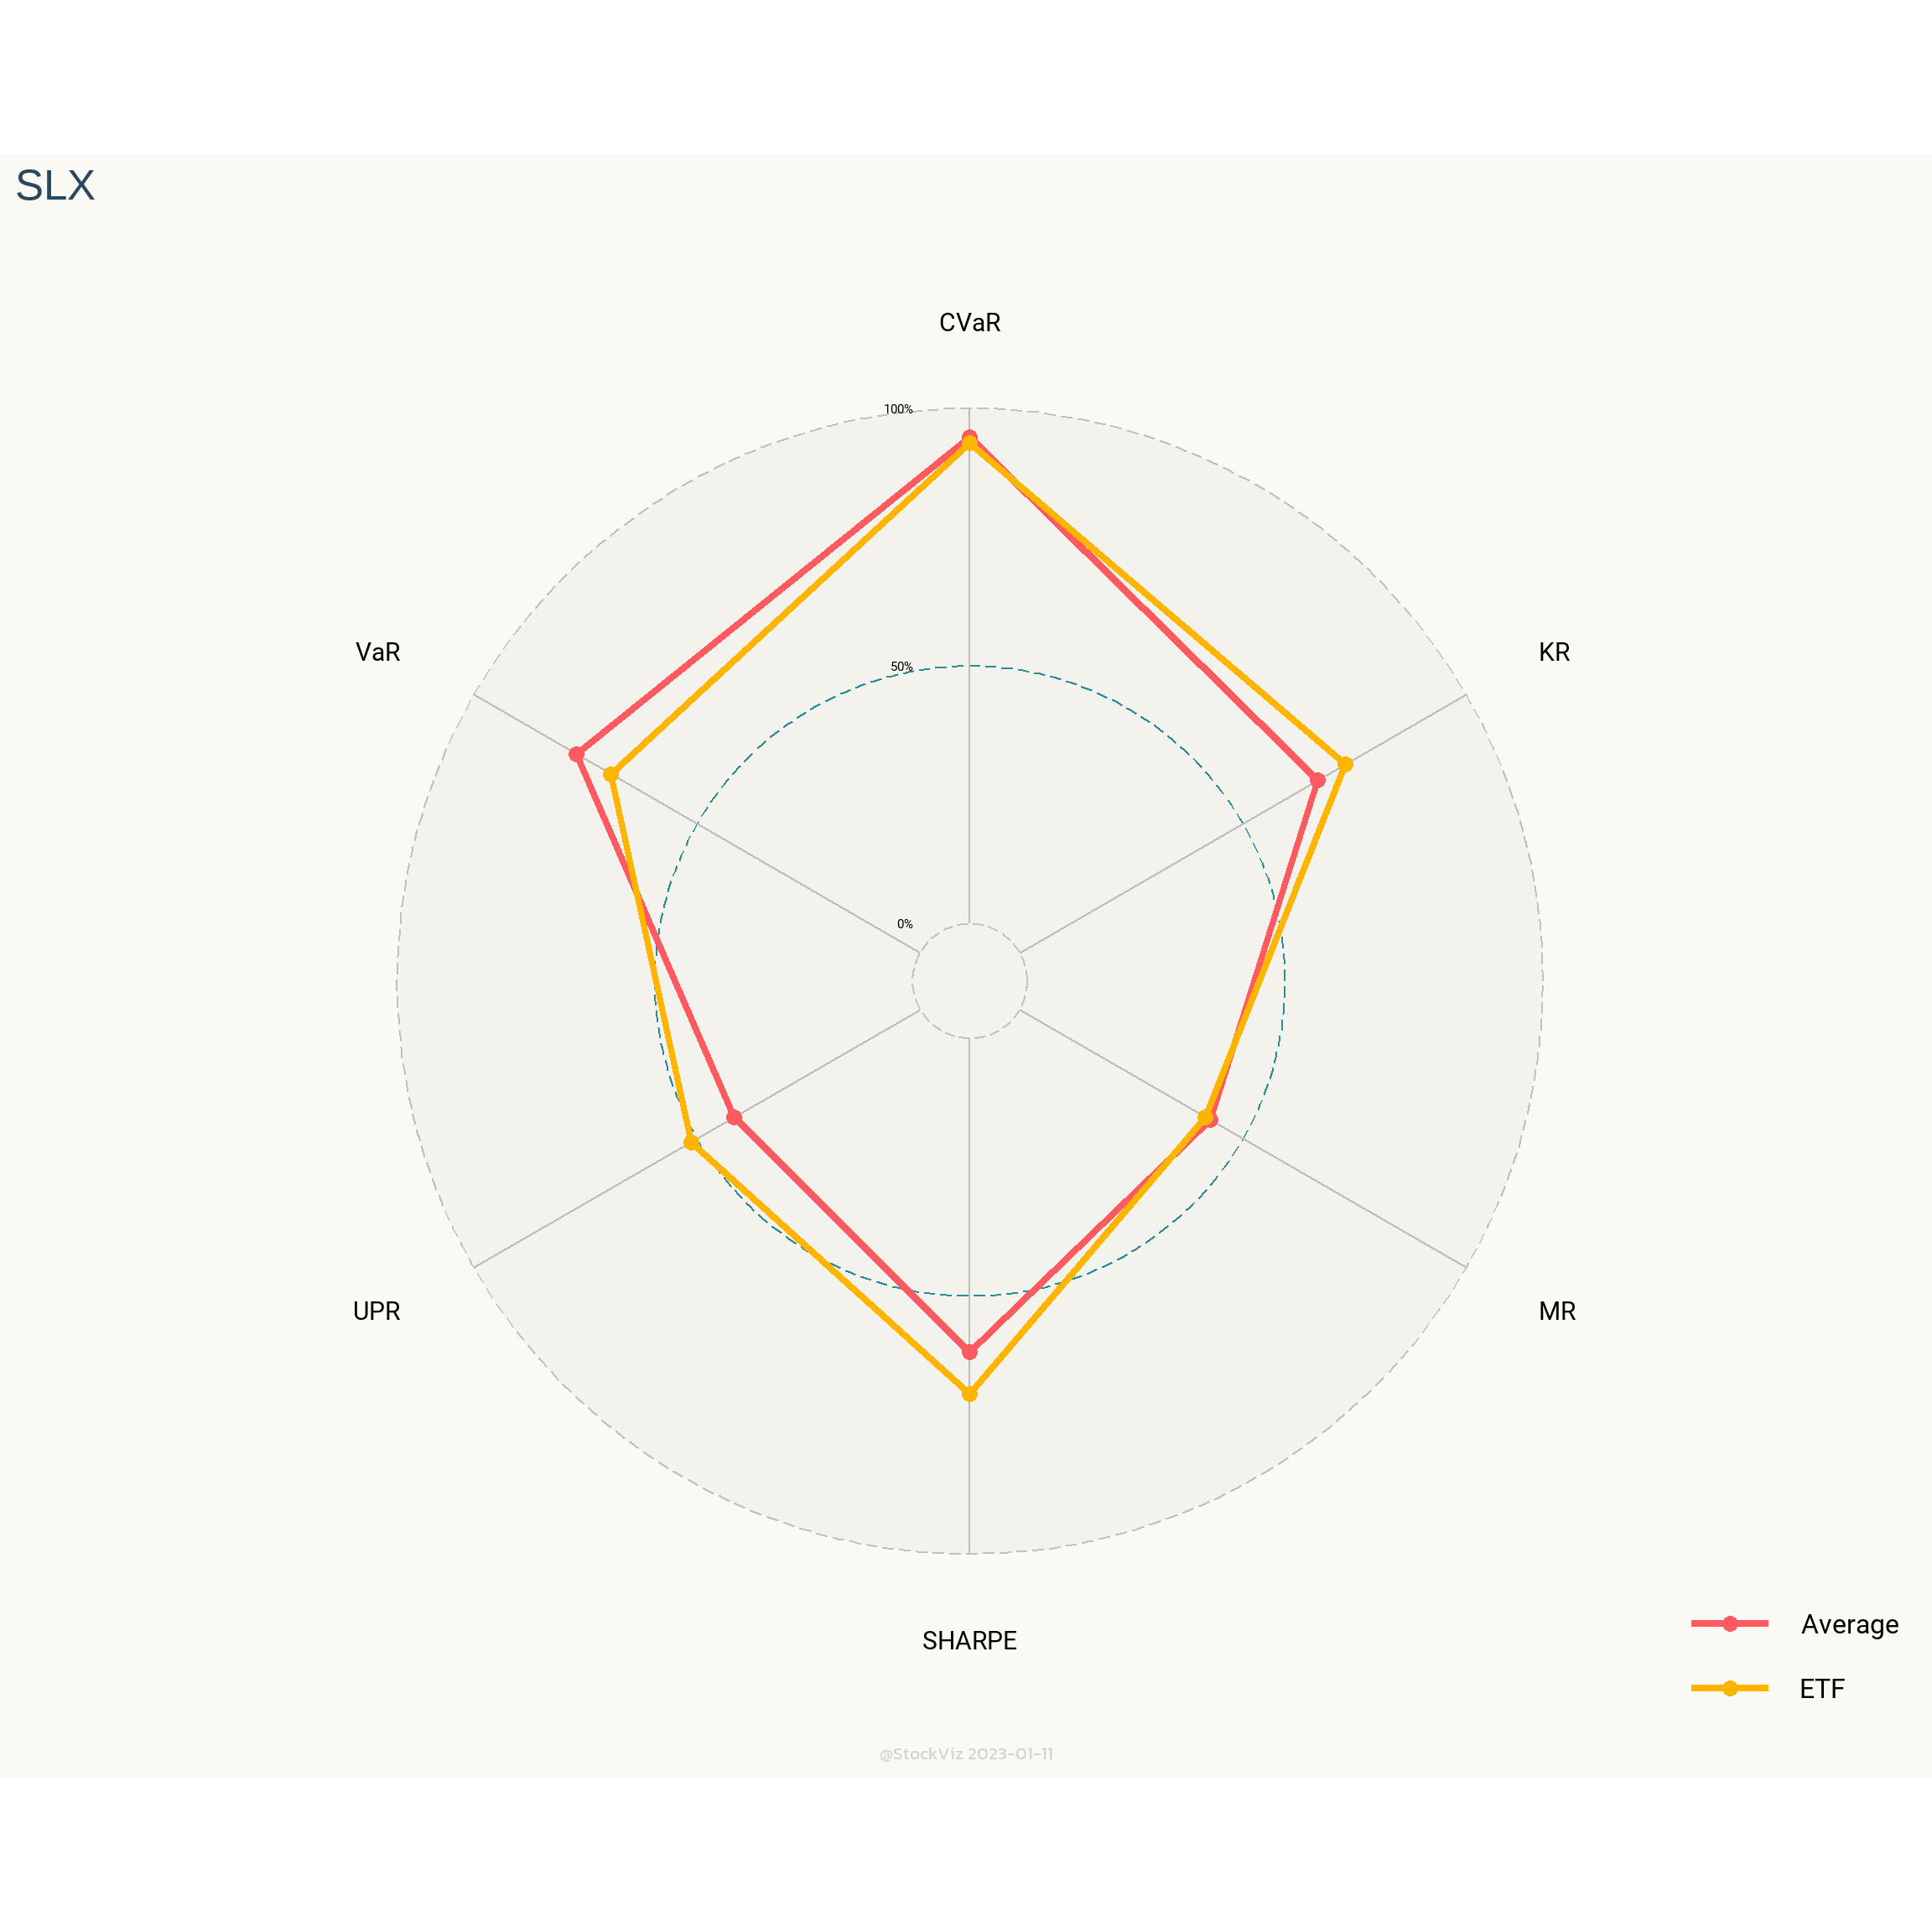 SLX
CVaR
100%
VaR
KR
50%
0%
UPR
MR
SHARPE
Average
ETF
@StockViz 2023-01-11